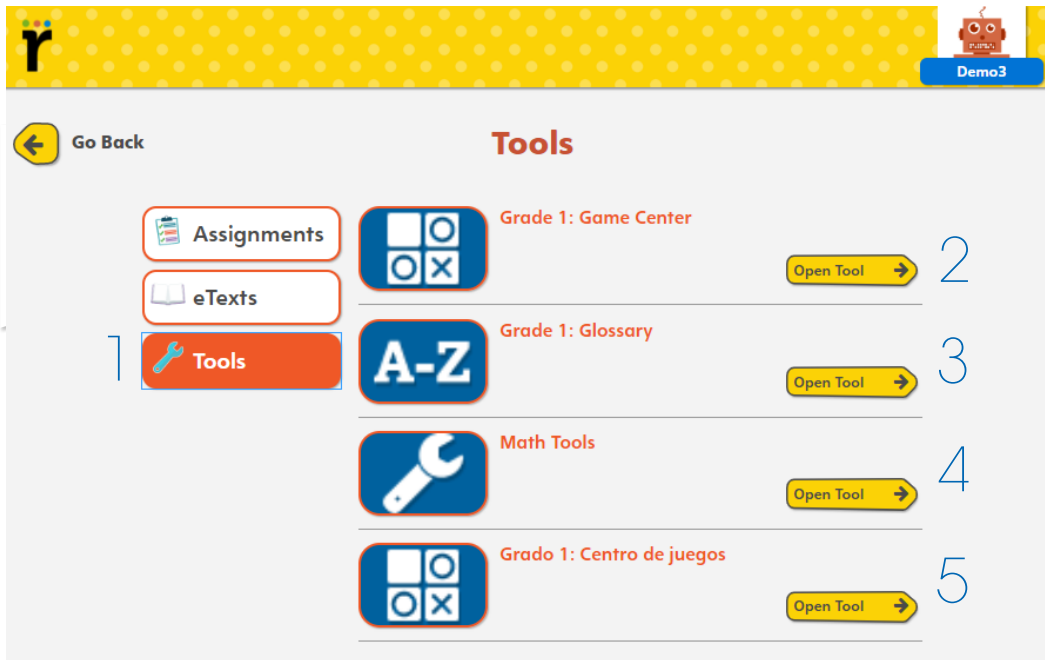 r
Demo3
Go Back
Tools
Assignments
eTexts
1 Tools
Grade 1: Game Center
Open Tool 2
A-Z
Grade 1: Glossary
Open Tool 3
Math Tools
Open Tool 4
Grado 1: Centro de juegos
Open Tool 5